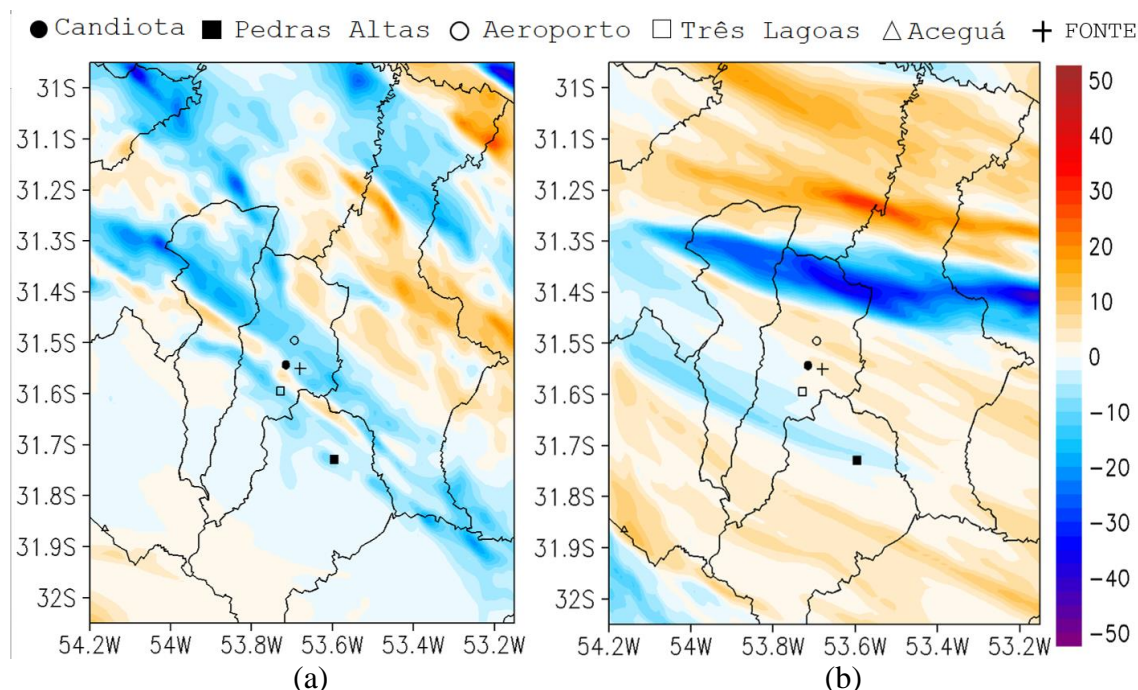 ● Candiota ■ Pedras Altas ○ Aeroporto □ Três Lagoas △ Aceguá + FONTE
31S
31.1S
31.2S
31.3S
31.4S
31.5S
31.6S
31.7S
31.8S
31.9S
32S
54.2W 54W 53.8W 53.6W 53.4W 53.2W
(a)
31S
31.1S
31.2S
31.3S
31.4S
31.5S
31.6S
31.7S
31.8S
31.9S
32S
54.2W 54W 53.8W 53.6W 53.4W 53.2W
(b)
50
40
30
20
10
0
-10
-20
-30
-40
-50